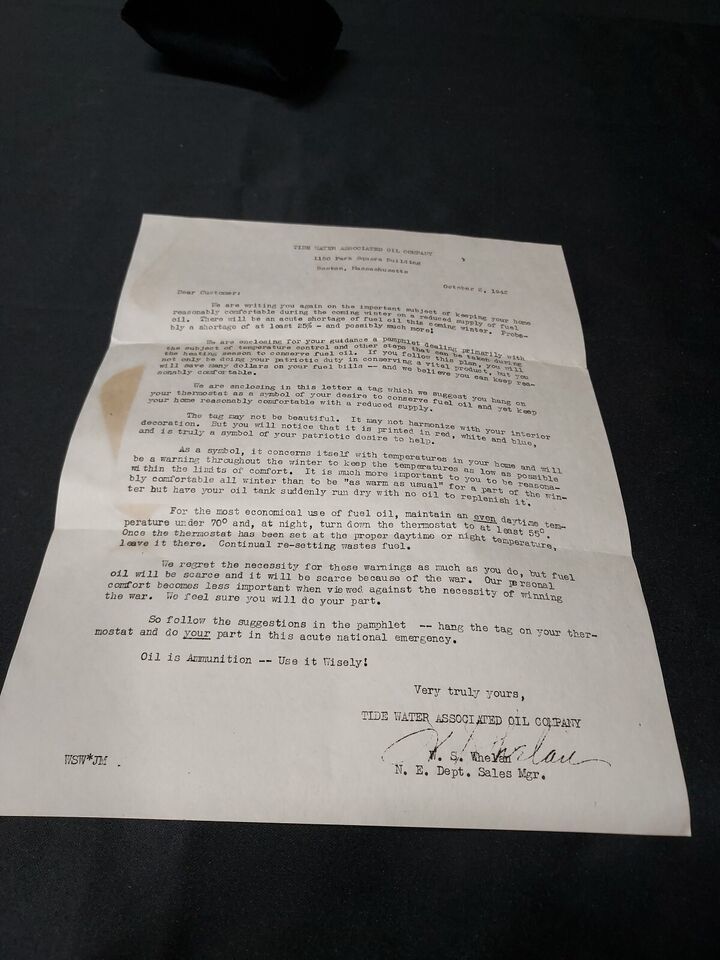 TIDE WATER ASSOCIATED OIL COMPANY
1180 Park Square Building
Boston, Massachusetts
October 2, 1942
Dear Customer:
We are writing you again on the important subject of keeping your home
reasonably comfortable during the coming winter on a reduced supply of fuel
oil. There will be an acute shortage of fuel oil this coming winter. Proba-
bly a shortage of at least 25% - and possibly much more!
We are enclosing for your guidance a pamphlet dealing primarily with
the subject of temperature control and other steps that can be taken during
the heating season to conserve fuel oil. If you follow this plan, you will
not only be doing your patriotic duty in conserving a vital product, but you
will save many dollars on your fuel bills -- and we believe you can keep rea-
sonably comfortable.
We are enclosing in this letter a tag which we suggest you hang on
your thermostat as a symbol of your desire to conserve fuel oil and yet keep
your home reasonably comfortable with a reduced supply.
The tag may not be beautiful. It may not harmonize with your interior
decoration. But you will notice that it is printed in red, white and blue,
and is truly a symbol of your patriotic desire to help.
As a symbol, it concerns itself with temperatures in your home and will
be a warning throughout the winter to keep the temperatures as low as possible
within the limits of comfort. It is much more important to you to be reasona-
bly comfortable all winter than to be "as warm as usual" for a part of the win-
ter but have your oil tank suddenly run dry with no oil to replenish it.
For the most economical use of fuel oil, maintain an even daytime tem-
perature under 70° and, at night, turn down the thermostat to at least 55°.
Once the thermostat has been set at the proper daytime or night temperature,
leave it there. Continual re-setting wastes fuel.
We regret the necessity for these warnings as much as you do, but fuel
oil will be scarce and it will be scarce because of the war. Our personal
comfort becomes less important when viewed against the necessity of winning
the war. We feel sure you will do your part.
So follow the suggestions in the pamphlet -- hang the tag on your ther-
mostat and do your part in this acute national emergency.
Oil is Ammunition -- Use it Wisely!
Very truly yours,
TIDE WATER ASSOCIATED OIL COMPANY
W. S. Whelan
W. S. Whelan
N. E. Dept. Sales Mgr.
WSW*JM .